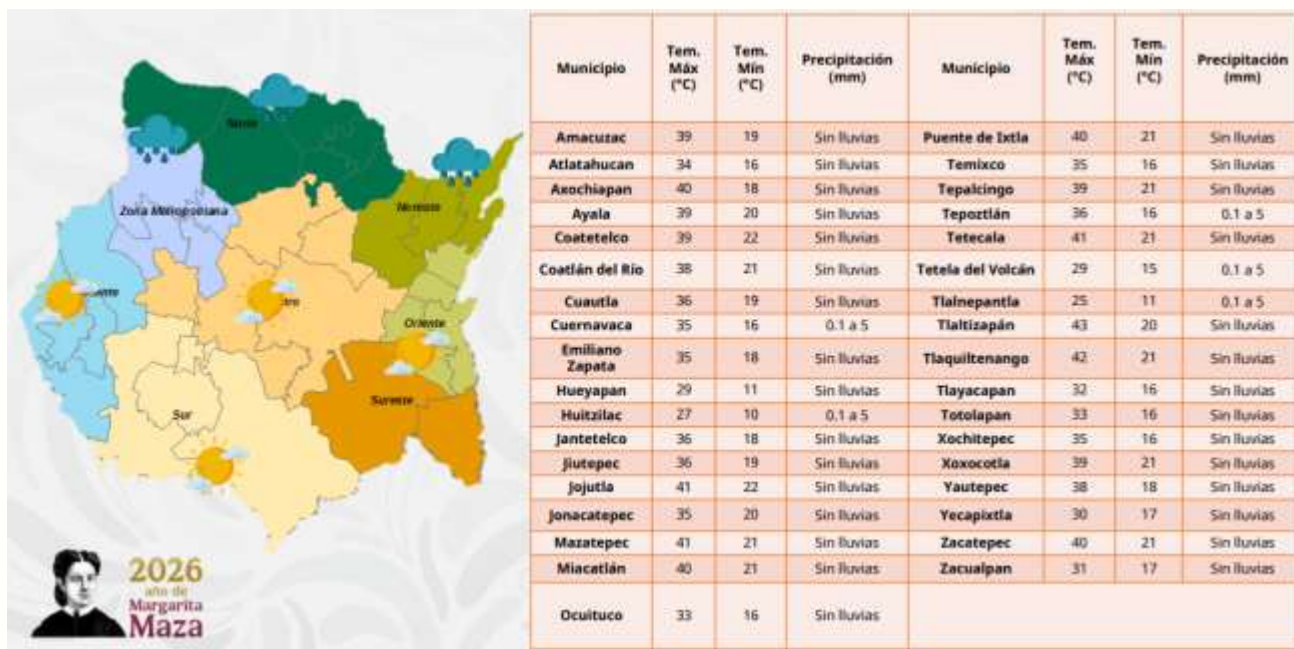 Norte
Zona Metropolitana
Noreste
Oriente
Sureste
Sur
2026
año de
Margarita
Maza
Municipio Tem. Máx (°C) Tem. Mín (°C) Precipitación (mm) Municipio Tem. Máx (°C) Tem. Mín (°C) Precipitación (mm)
Amacuzac 39 19 Sin lluvias Puente de Ixtla 40 21 Sin lluvias
Atlatahucan 34 16 Sin lluvias Temixco 35 16 Sin lluvias
Axochiapan 40 18 Sin lluvias Tepalcingo 39 21 Sin lluvias
Ayala 39 20 Sin lluvias Tepoztlán 36 16 0.1 a 5
Coatetelco 39 22 Sin lluvias Tetecala 41 21 Sin lluvias
Coatlán del Río 38 21 Sin lluvias Tetela del Volcán 29 15 0.1 a 5
Cuautla 36 19 Sin lluvias Tlalnepantla 25 11 0.1 a 5
Cuernavaca 35 16 0.1 a 5 Tlaltizapán 43 20 Sin lluvias
Emiliano Zapata 35 18 Sin lluvias Tlaquiltenango 42 21 Sin lluvias
Hueyapan 29 11 Sin lluvias Tlayacapan 32 16 Sin lluvias
Huitzilac 27 10 0.1 a 5 Totolapan 33 16 Sin lluvias
Jantetelco 36 18 Sin lluvias Xochitepec 35 16 Sin lluvias
Jiutepec 36 19 Sin lluvias Xoxocotla 39 21 Sin lluvias
Jojutla 41 22 Sin lluvias Yautepec 38 18 Sin lluvias
Jonacatepec 35 20 Sin lluvias Yecapixtla 30 17 Sin lluvias
Mazatepec 41 21 Sin lluvias Zacatepec 40 21 Sin lluvias
Miacatlán 40 21 Sin lluvias Zacualpan 31 17 Sin lluvias
Ocuituco 33 16 Sin lluvias